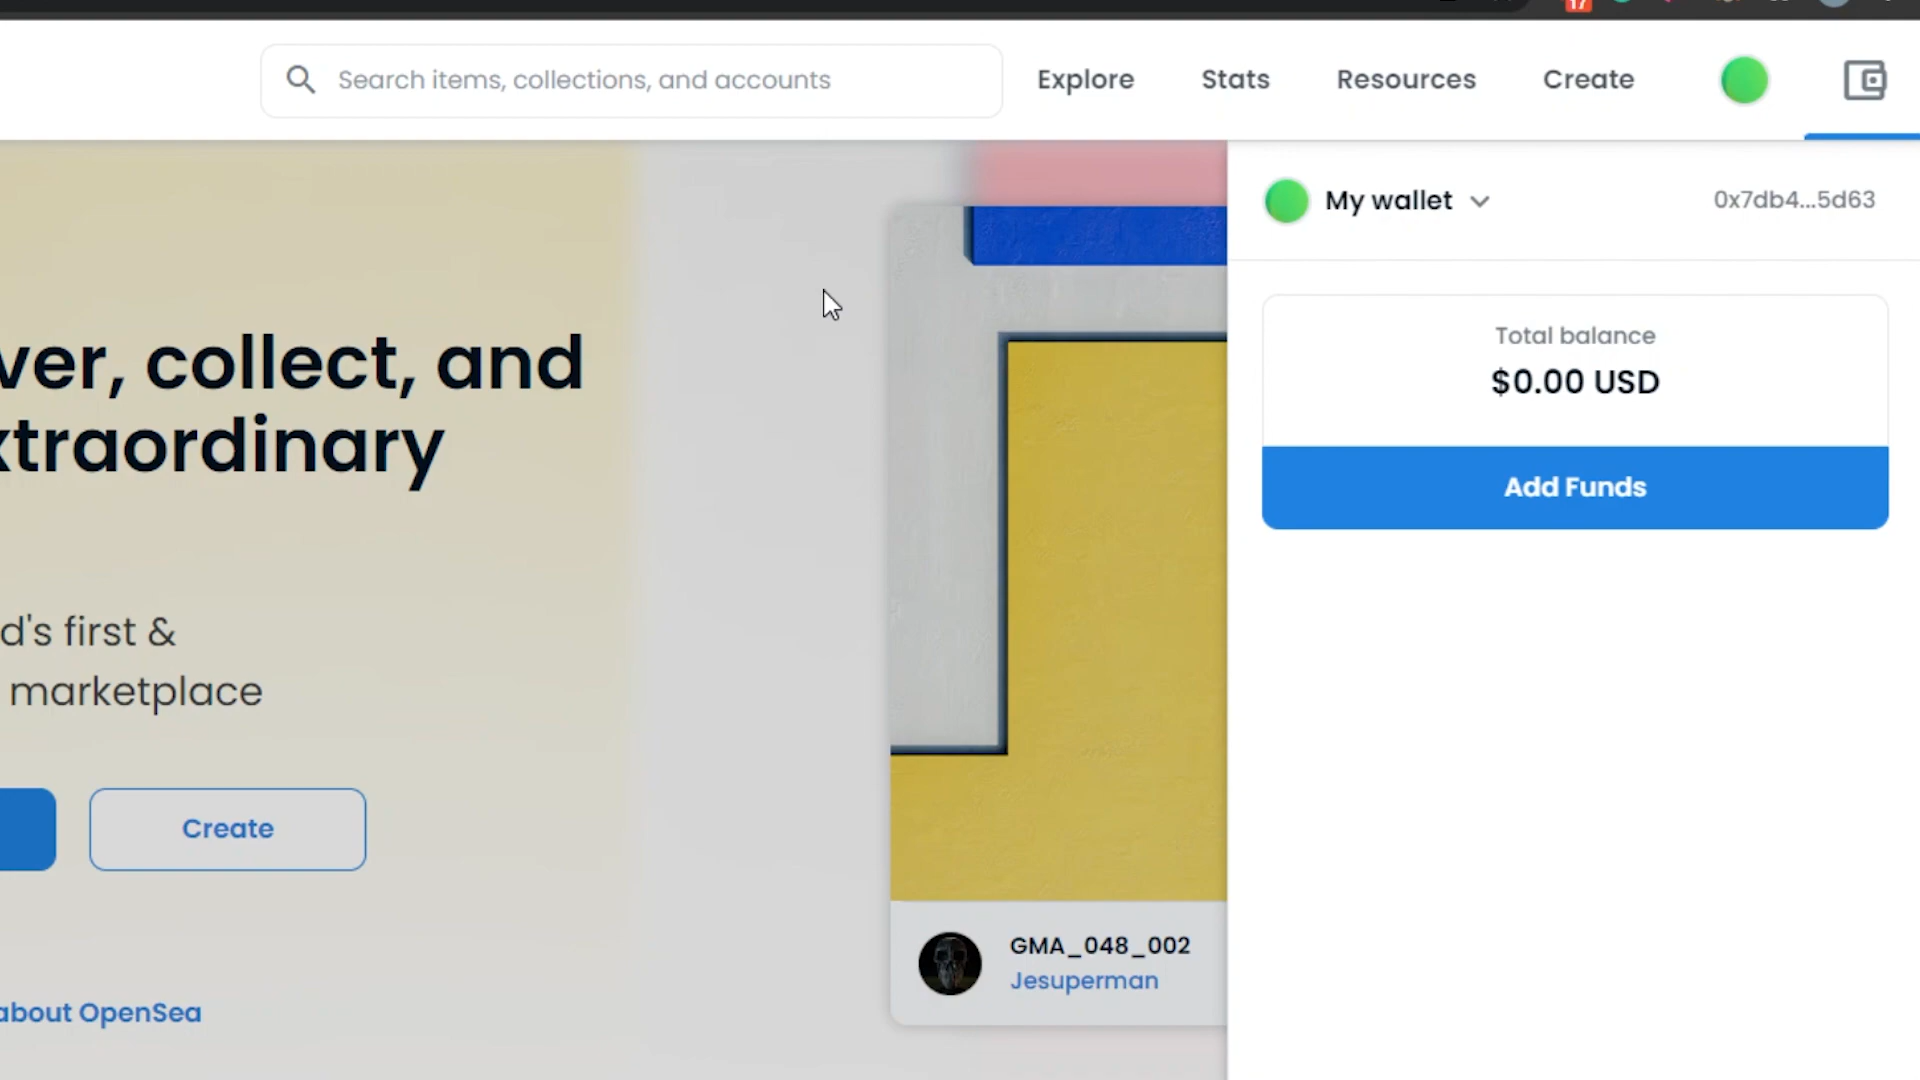 17
Search items, collections, and accounts
Explore
Stats
Resources
Create
My wallet
0x7db4...5d63
Total balance
$0.00 USD
Add Funds
ver, collect, and
xtraordinary
d's first &
marketplace
Create
about OpenSea
GMA_048_002
Jesuperman